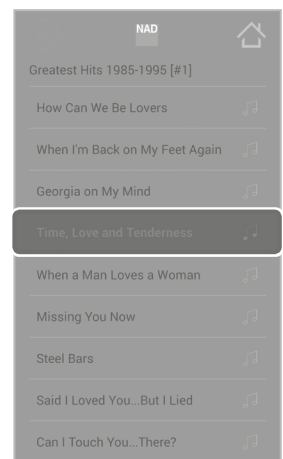 NAD
Greatest Hits 1985-1995 [#1]
How Can We Be Lovers
When I'm Back on My Feet Again
Georgia on My Mind
Time, Love and Tenderness
When a Man Loves a Woman
Missing You Now
Steel Bars
Said I Loved You...But I Lied
Can I Touch You...There?